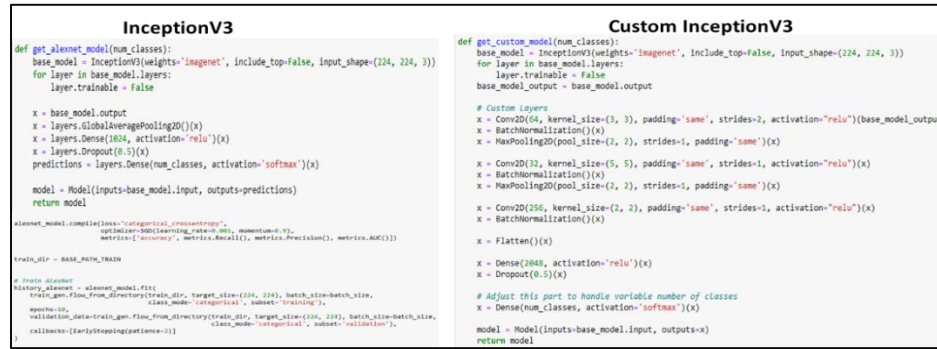 InceptionV3
def get_alexnet_model(num_classes):
    base_model = InceptionV3(weights='imagenet', include_top=False, input_shape=(224, 224, 3))
    for layer in base_model.layers:
        layer.trainable = False
    x = base_model.output
    x = layers.GlobalAveragePooling2D()(x)
    x = layers.Dense(1024, activation='relu')(x)
    x = layers.Dropout(0.5)(x)
    predictions = layers.Dense(num_classes, activation='softmax')(x)
    model = Model(inputs=base_model.input, outputs=predictions)
    return model
alexnet_model.compile(loss="categorical_crossentropy",
                      optimizer=SGD(learning_rate=0.001, momentum=0.9),
                      metrics=['accuracy', metrics.Recall(), metrics.Precision(), metrics.AUC()])
train_dir = BASE_PATH_TRAIN
# Train AlexNet
history_alexnet = alexnet_model.fit(
    train_gen.flow_from_directory(train_dir, target_size=(224, 224), batch_size=batch_size,
                                  class_mode='categorical', subset='training'),
    epochs=50,
    validation_data=train_gen.flow_from_directory(train_dir, target_size=(224, 224), batch_size=batch_size,
                                  class_mode='categorical', subset='validation'),
    callbacks=[EarlyStopping(patience=3)]
)
Custom InceptionV3
def get_custom_model(num_classes):
    base_model = InceptionV3(weights='imagenet', include_top=False, input_shape=(224, 224, 3))
    for layer in base_model.layers:
        layer.trainable = False
    base_model_output = base_model.output
    # Custom Layers
    x = Conv2D(64, kernel_size=(3, 3), padding='same', strides=2, activation="relu")(base_model_outpu
    x = BatchNormalization()(x)
    x = MaxPooling2D(pool_size=(2, 2), strides=1, padding='same')(x)
    x = Conv2D(32, kernel_size=(5, 5), padding='same', strides=1, activation="relu")(x)
    x = BatchNormalization()(x)
    x = MaxPooling2D(pool_size=(2, 2), strides=1, padding='same')(x)
    x = Conv2D(256, kernel_size=(2, 2), padding='same', strides=1, activation="relu")(x)
    x = BatchNormalization()(x)
    x = Flatten()(x)
    x = Dense(2048, activation='relu')(x)
    x = Dropout(0.5)(x)
    # Adjust this part to handle variable number of classes
    x = Dense(num_classes, activation='softmax')(x)
    model = Model(inputs=base_model.input, outputs=x)
    return model